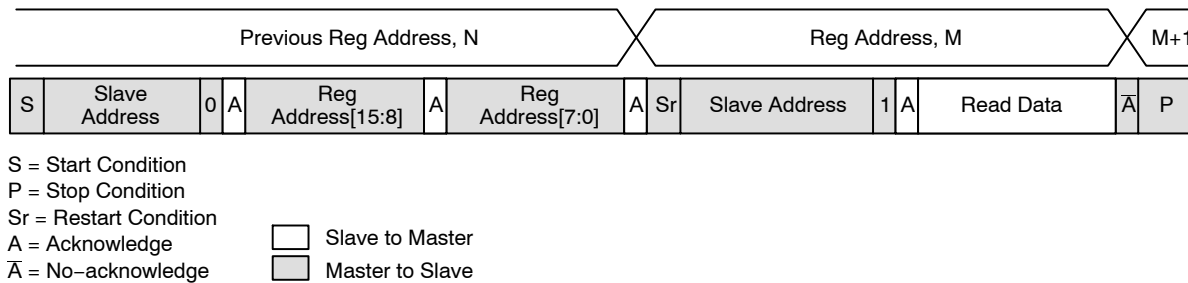 Previous Reg Address, N Reg Address, M M+1
S Slave Address 0 A Reg Address[15:8] A Reg Address[7:0] A Sr Slave Address 1 A Read Data A̅ P
S = Start Condition
P = Stop Condition
Sr = Restart Condition
A = Acknowledge
A̅ = No−acknowledge
Slave to Master
Master to Slave